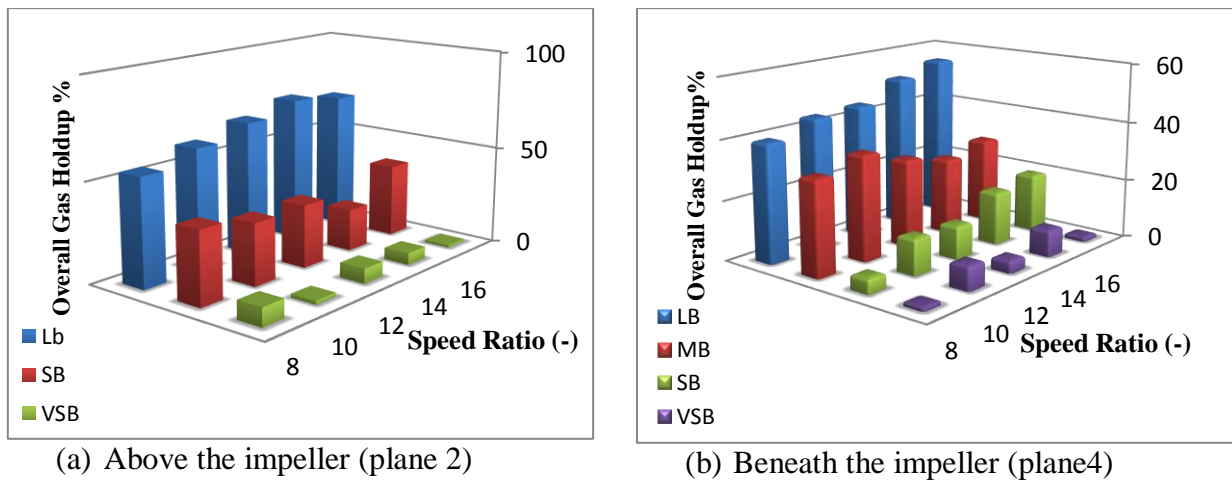 Overall Gas Holdup %
100
50
0
8
10
12
14
16
Speed Ratio (-)
Lb
SB
VSB
(a) Above the impeller (plane 2)
Overall Gas Holdup %
60
40
20
0
8
10
12
14
16
Speed Ratio (-)
LB
MB
SB
VSB
(b) Beneath the impeller (plane4)